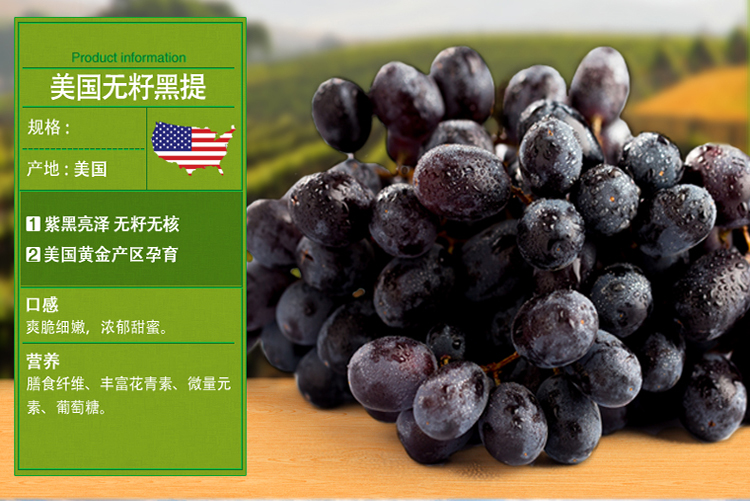 Product information
美国无籽黑提
规格：
产地：美国
1 紫黑亮泽 无籽无核
2 美国黄金产区孕育
口感
爽脆细嫩，浓郁甜蜜。
营养
膳食纤维、丰富花青素、微量元
素、葡萄糖。